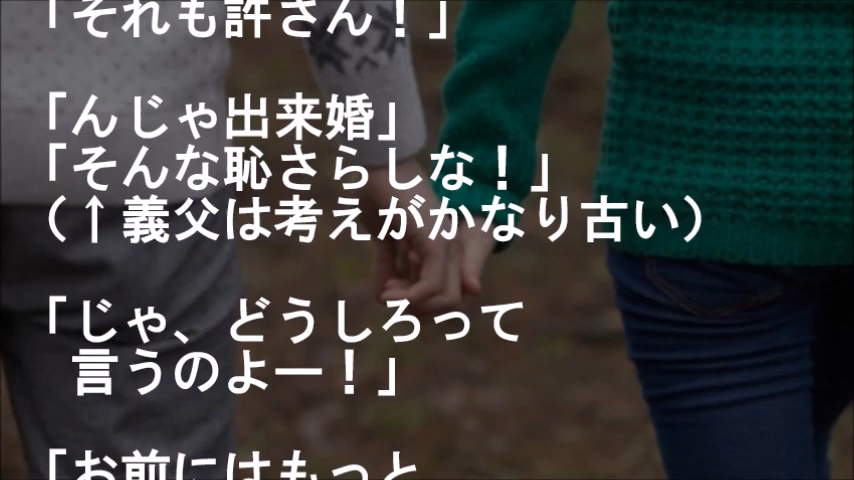 「それも許さん！」
「んじゃ出来婚」
「そんな恥さらしな！」
（↑義父は考えがかなり古い）
「じゃ、どうしろって
言うのよー！」
「お前にはもっと